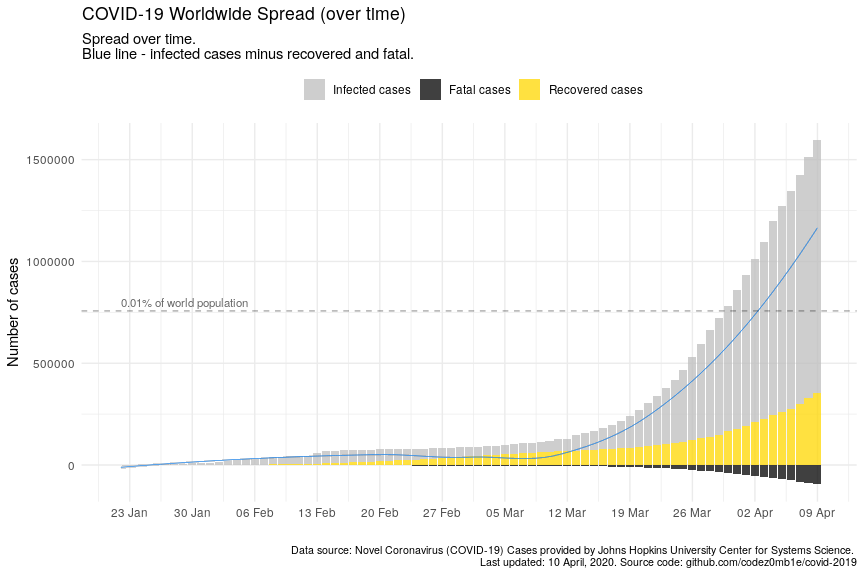 COVID-19 Worldwide Spread (over time)
Spread over time.
Blue line - infected cases minus recovered and fatal.
Infected cases Fatal cases Recovered cases
1500000
1000000
500000
0
Number of cases
0.01% of world population
23 Jan 30 Jan 06 Feb 13 Feb 20 Feb 27 Feb 05 Mar 12 Mar 19 Mar 26 Mar 02 Apr 09 Apr
Data source: Novel Coronavirus (COVID-19) Cases provided by Johns Hopkins University Center for Systems Science.
Last updated: 10 April, 2020. Source code: github.com/codez0mb1e/covid-2019